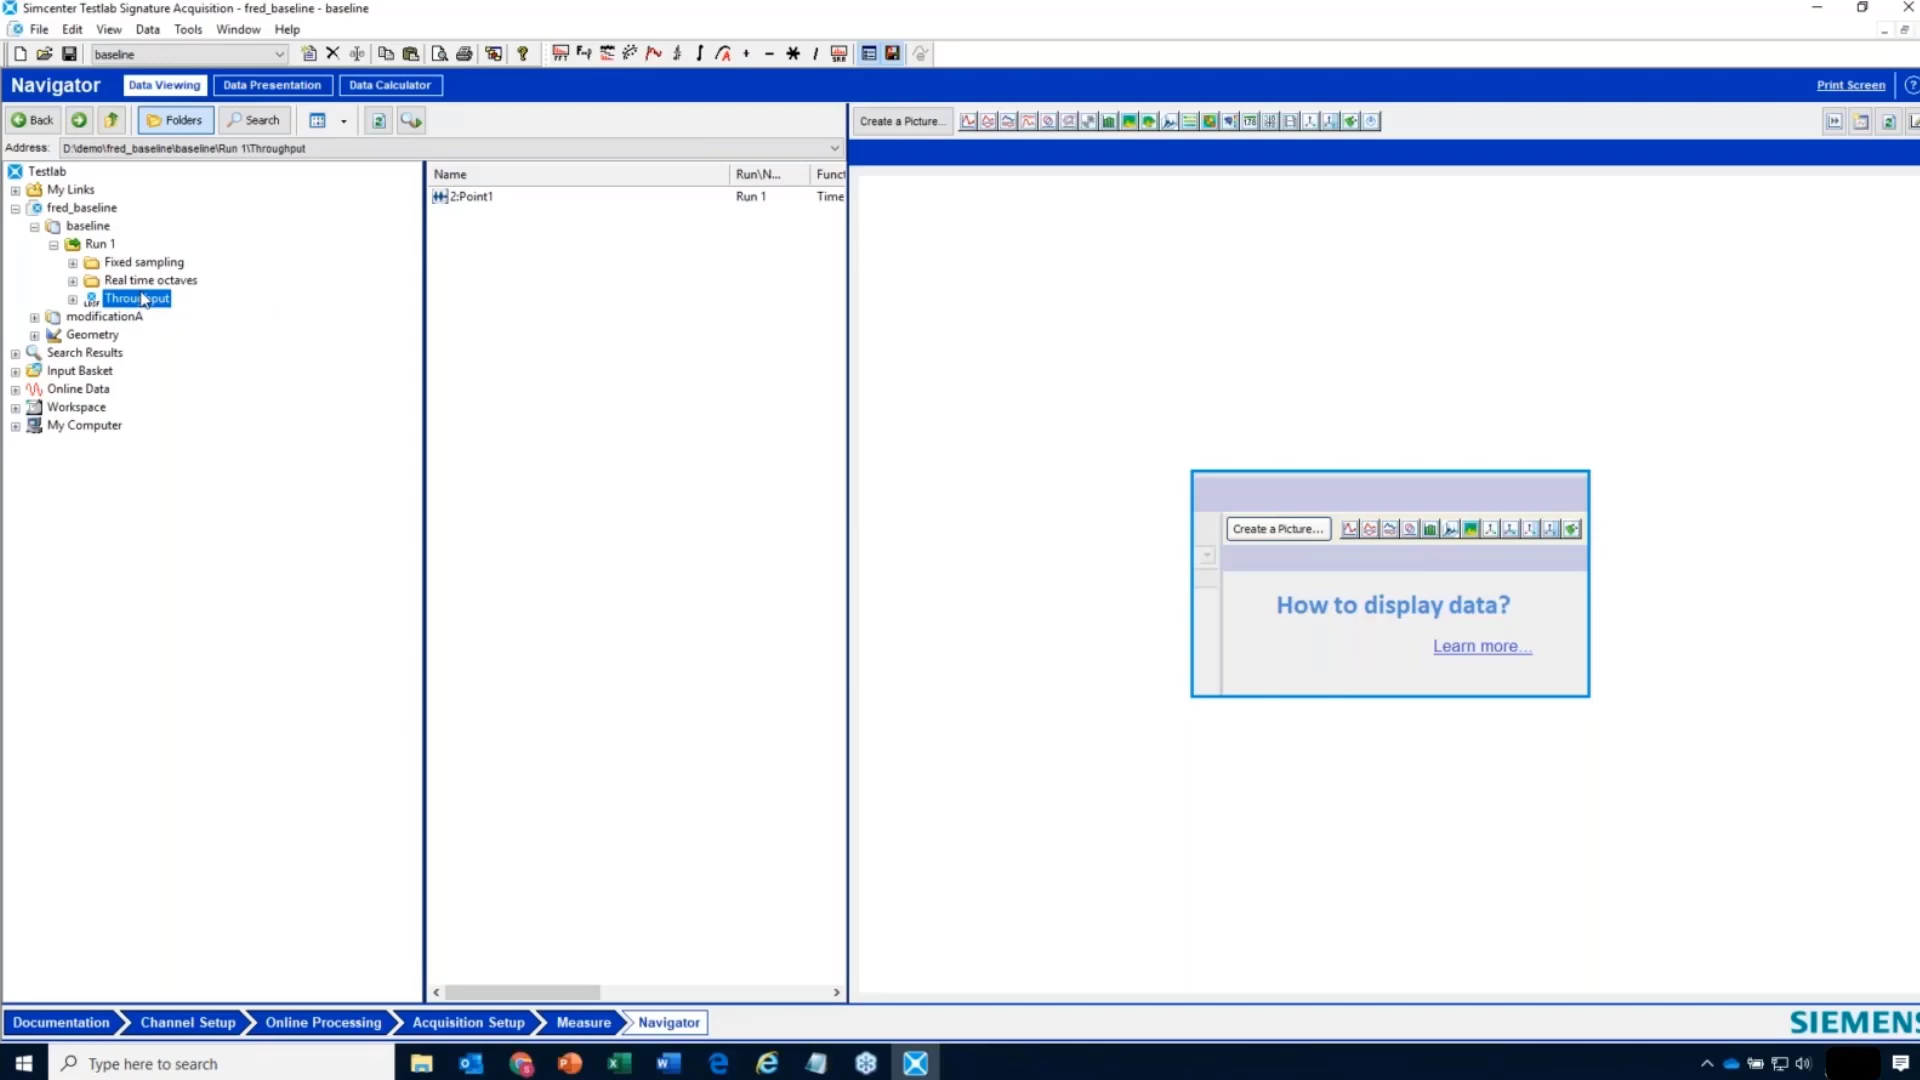 Simcenter Testlab Signature Acquisition - fred_baseline - baseline
File Edit View Data Tools Window Help
baseline
Navigator Data Viewing Data Presentation Data Calculator Print Screen
Back Folders Search Create a Picture...
Address: D:\demo\fred_baseline\baseline\Run 1\Throughput
Testlab
My Links
fred_baseline
baseline
Run 1
Fixed sampling
Real time octaves
Throughput
modificationA
Geometry
Search Results
Input Basket
Online Data
Workspace
My Computer
Name Run\N... Funct
2:Point1 Run 1 Time
Create a Picture...
How to display data?
Learn more...
Documentation Channel Setup Online Processing Acquisition Setup Measure Navigator
SIEMENS
Type here to search